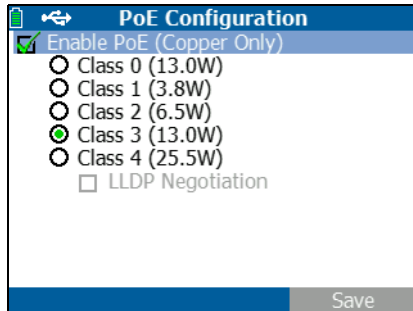 PoE Configuration
Enable PoE (Copper Only)
Class 0 (13.0W)
Class 1 (3.8W)
Class 2 (6.5W)
Class 3 (13.0W)
Class 4 (25.5W)
LLDP Negotiation
Save